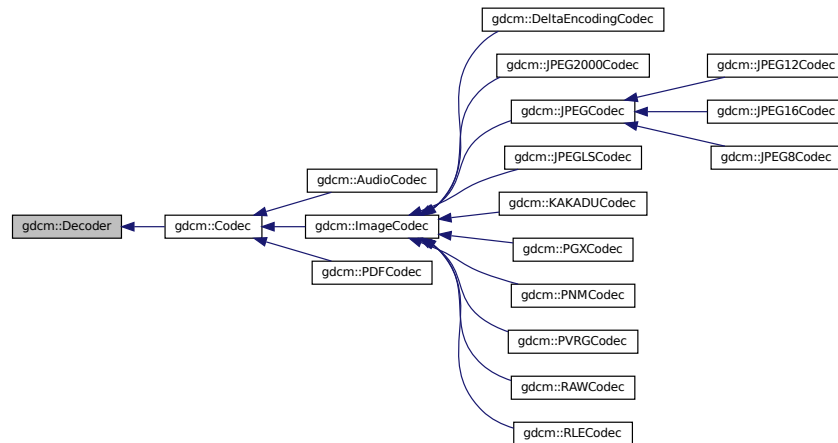 gdcm::DeltaEncodingCodec
gdcm::JPEG2000Codec
gdcm::JPEG12Codec
gdcm::JPEGCodec
gdcm::JPEG16Codec
gdcm::JPEGLSCodec
gdcm::JPEG8Codec
gdcm::AudioCodec
gdcm::KAKADUCodec
gdcm::Decoder
gdcm::Codec
gdcm::ImageCodec
gdcm::PGXCodec
gdcm::PDFCodec
gdcm::PNMCodec
gdcm::PVRGCodec
gdcm::RAWCodec
gdcm::RLECodec